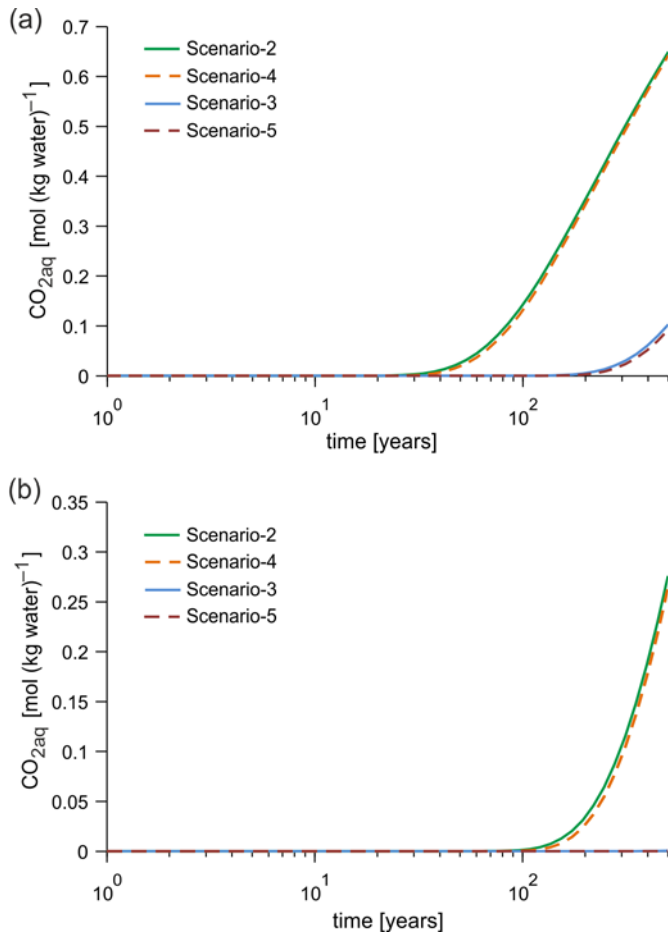 (a)
CO2aq [mol (kg water)−1]
0.7
0.6
0.5
0.4
0.3
0.2
0.1
0
Scenario-2
Scenario-4
Scenario-3
Scenario-5
10^0
10^1
10^2
time [years]
(b)
CO2aq [mol (kg water)−1]
0.35
0.3
0.25
0.2
0.15
0.1
0.05
0
Scenario-2
Scenario-4
Scenario-3
Scenario-5
10^0
10^1
10^2
time [years]